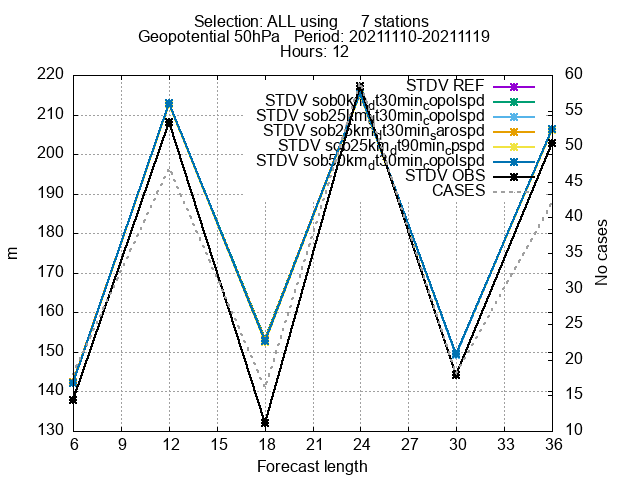 Selection: ALL using 7 stations
Geopotential 50hPa Period: 20211110-20211119
Hours: 12
220
210
200
190
180
170
160
150
140
130
60
55
50
45
40
35
30
25
20
15
10
m
No cases
STDV REF
STDV sob0km_dt30min_copolspd
STDV sob25km_dt30min_copolspd
STDV sob25km_dt30min_sarospd
STDV sob25km_dt90min_cpspd
STDV sob50km_dt30min_copolspd
STDV OBS
CASES
6 9 12 15 18 21 24 27 30 33 36
Forecast length